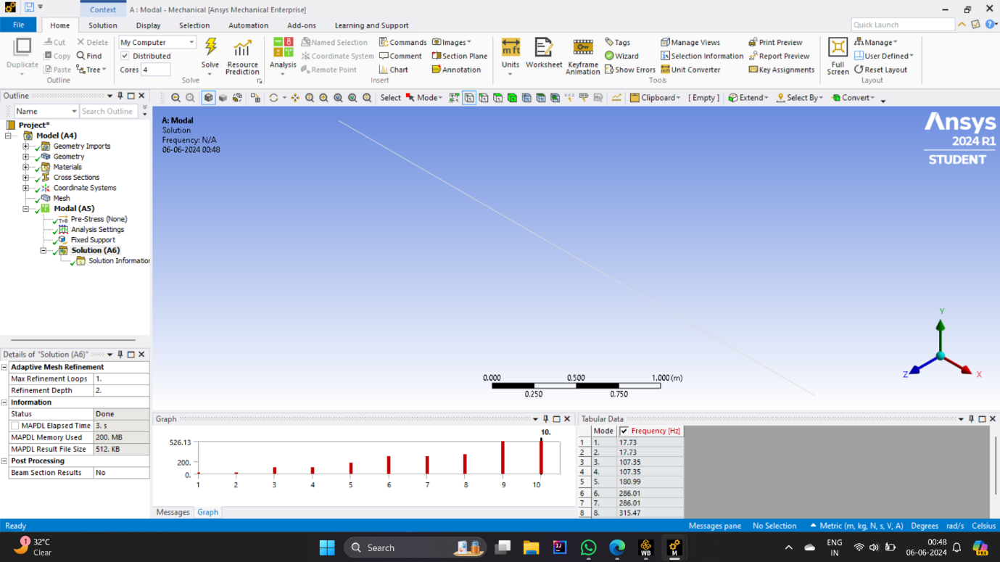 Context
A : Modal - Mechanical [Ansys Mechanical Enterprise]
File Home Solution Display Selection Automation Add-ons Learning and Support
Quick Launch
Duplicate
Cut Delete
Copy Find
Paste Tree
Outline
My Computer
Distributed
Cores 4
Solve
Resource Prediction
Solve
Analysis
Named Selection Commands Images
Coordinate System Comment Section Plane
Remote Point Chart Annotation
Insert
mft
Units
Worksheet
Keyframe Animation
Tags Manage Views Print Preview
Wizard Selection Information Report Preview
Show Errors Unit Converter Key Assignments
Tools
Full Screen
Manage
User Defined
Reset Layout
Layout
Outline
Name Search Outline
Select Mode Clipboard [ Empty ] Extend Select By Convert
Project*
Model (A4)
Geometry Imports
Geometry
Materials
Cross Sections
Coordinate Systems
Mesh
Modal (A5)
Pre-Stress (None)
Analysis Settings
Fixed Support
Solution (A6)
Solution Information
A: Modal
Solution
Frequency: N/A
06-06-2024 00:48
Ansys
2024 R1
STUDENT
Y
Z X
0.000 0.500 1.000 (m)
0.250 0.750
Details of "Solution (A6)"
Adaptive Mesh Refinement
Max Refinement Loops 1.
Refinement Depth 2.
Information
Status Done
MAPDL Elapsed Time 3. s
MAPDL Memory Used 200. MB
MAPDL Result File Size 512. KB
Post Processing
Beam Section Results No
Graph
10.
526.13
200.
0.
1 2 3 4 5 6 7 8 9 10
Messages Graph
Tabular Data
Mode Frequency [Hz]
1 1. 17.73
2 2. 17.73
3 3. 107.35
4 4. 107.35
5 5. 180.99
6 6. 286.01
7 7. 286.01
8 8. 315.47
Ready Messages pane No Selection Metric (m, kg, N, s, V, A) Degrees rad/s Celsius
1
32°C
Clear
Search
IJ
WB
M
ENG
IN
00:48
06-06-2024
PRE